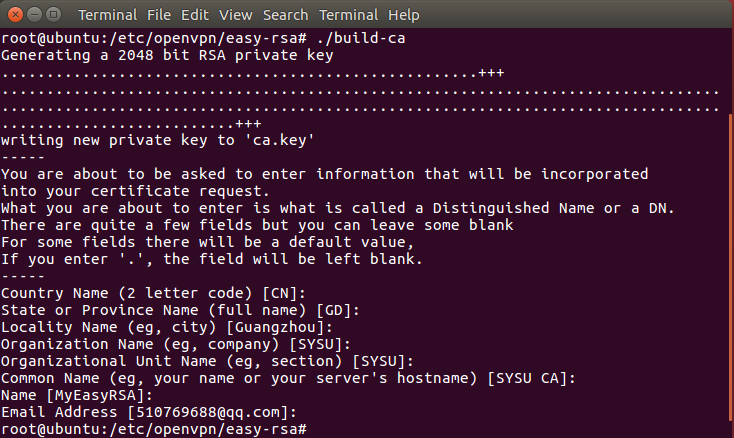 Terminal File Edit View Search Terminal Help
root@ubuntu:/etc/openvpn/easy-rsa# ./build-ca
Generating a 2048 bit RSA private key
.....................................................+++
................................................................................
................................................................................
..........................+++
writing new private key to 'ca.key'
-----
You are about to be asked to enter information that will be incorporated
into your certificate request.
What you are about to enter is what is called a Distinguished Name or a DN.
There are quite a few fields but you can leave some blank
For some fields there will be a default value,
If you enter '.', the field will be left blank.
-----
Country Name (2 letter code) [CN]:
State or Province Name (full name) [GD]:
Locality Name (eg, city) [Guangzhou]:
Organization Name (eg, company) [SYSU]:
Organizational Unit Name (eg, section) [SYSU]:
Common Name (eg, your name or your server's hostname) [SYSU CA]:
Name [MyEasyRSA]:
Email Address [510769688@qq.com]:
root@ubuntu:/etc/openvpn/easy-rsa#